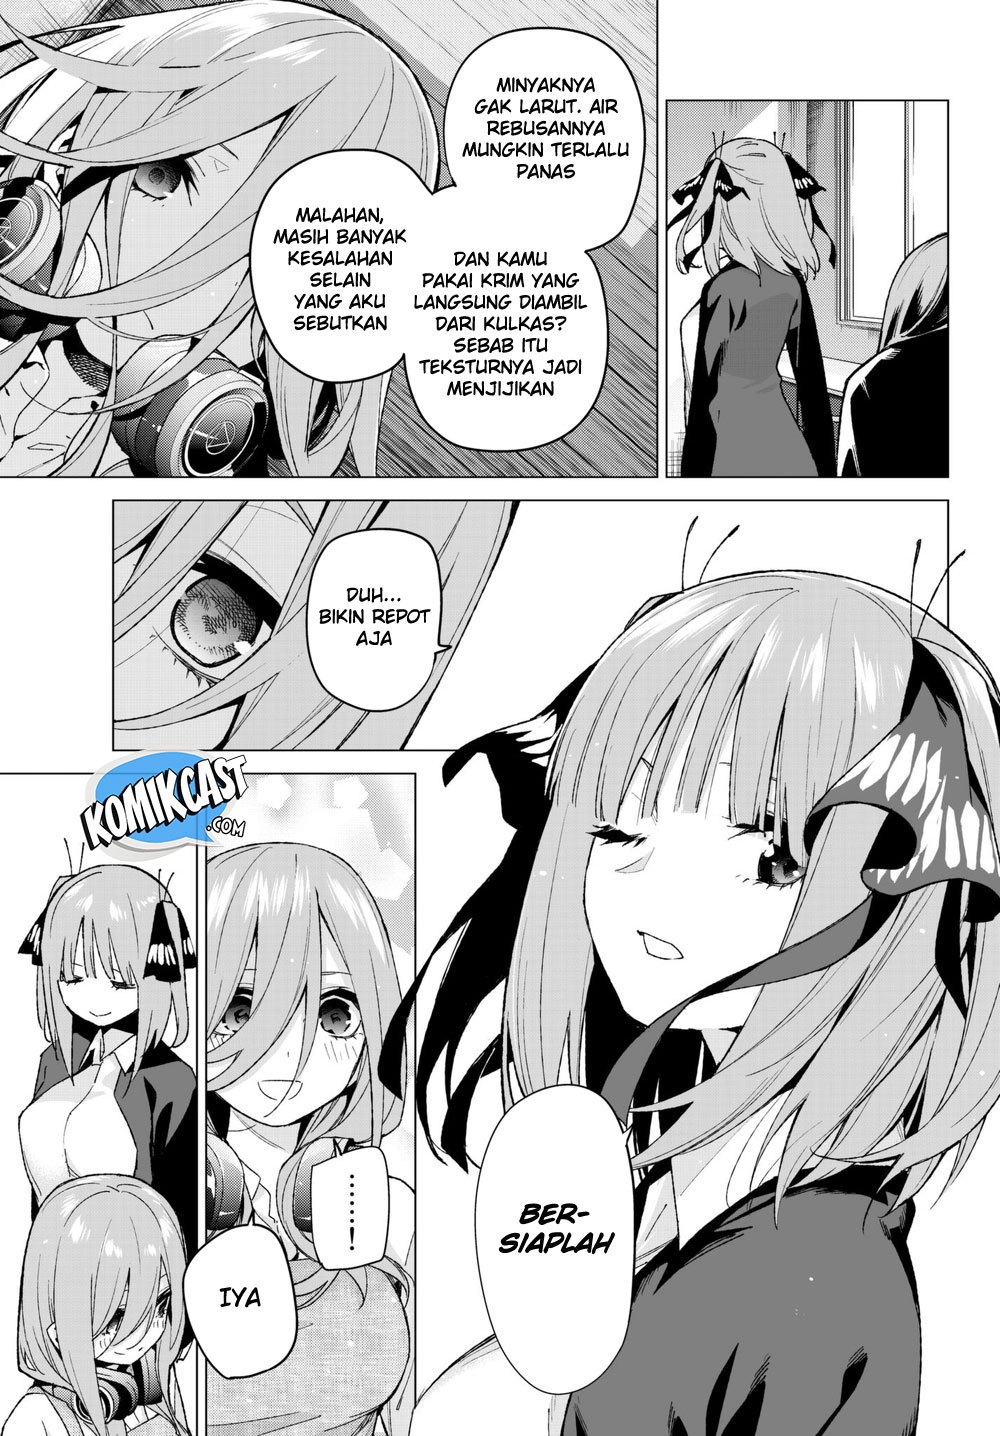 MINYAKNYA
GAK LARUT. AIR
REBUSANNYA
MUNGKIN TERLALU
PANAS
DAN KAMU
PAKAI KRIM YANG
LANGSUNG DIAMBIL
DARI KULKAS?
SEBAB ITU
TEKSTURNYA JADI
MENJIJIKAN
MALAHAN,
MASIH BANYAK
KESALAHAN
SELAIN
YANG AKU
SEBUTKAN
DUH...
BIKIN REPOT
AJA
BER-
SIAPLAH
........!
IYA
KOMIKCAST
.COM